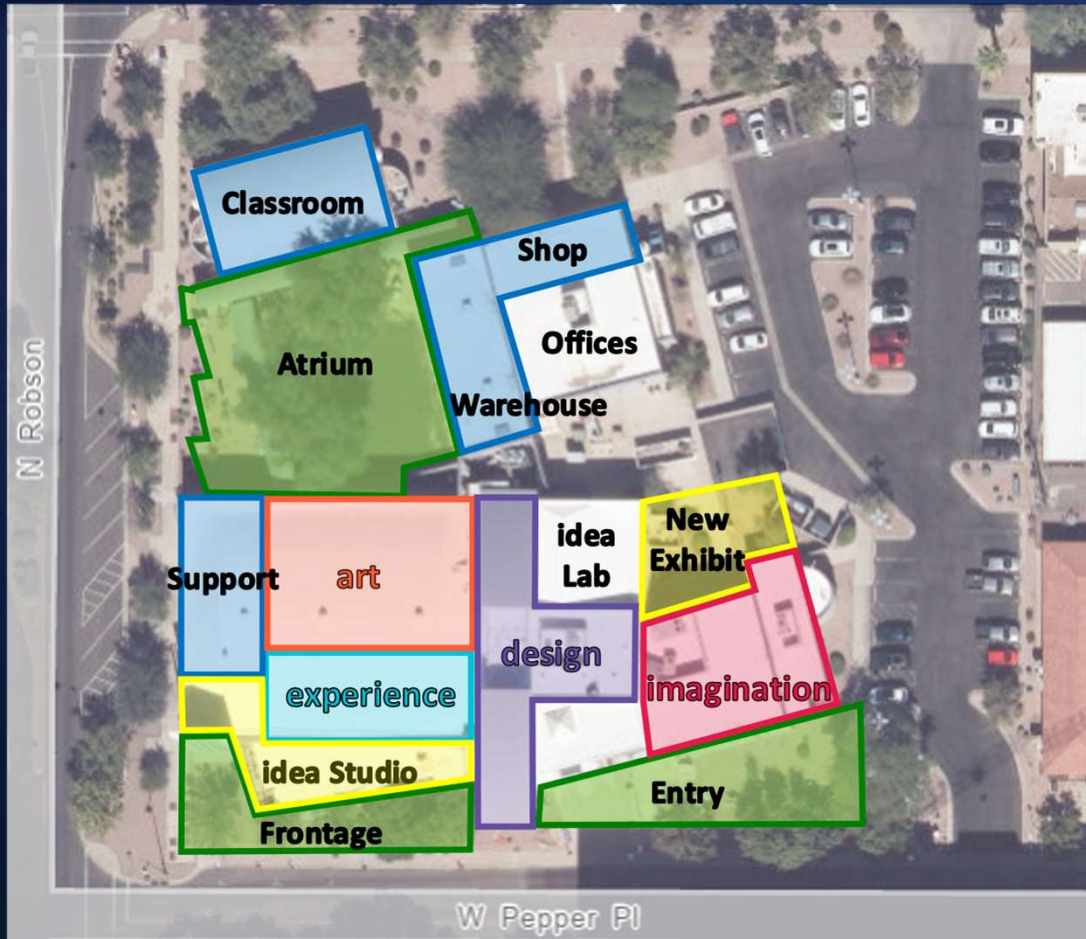 Classroom
Shop
Offices
Atrium
Warehouse
N Robson
New
Exhibit
idea
Lab
Support
art
design
experience
imagination
idea Studio
Entry
Frontage
W Pepper Pl